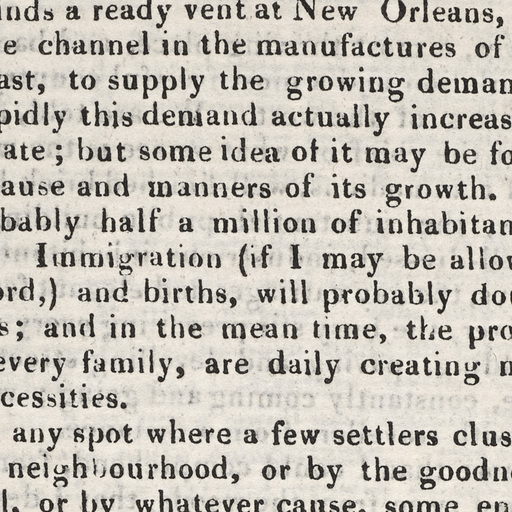 nds a ready vent at New Orleans,
e channel in the manufactures of
ast, to supply the growing deman
pidly this demand actually increas
ate; but some idea of it may be fo
ause and manners of its growth.
bably half a million of inhabitan
Immigration (if I may be allow
ord,) and births, will probably do
s; and in the mean time, the pro
every family, are daily creating n
cessities.
any spot where a few settlers clus
neighbourhood, or by the goodn
l, or by whatever cause, some en